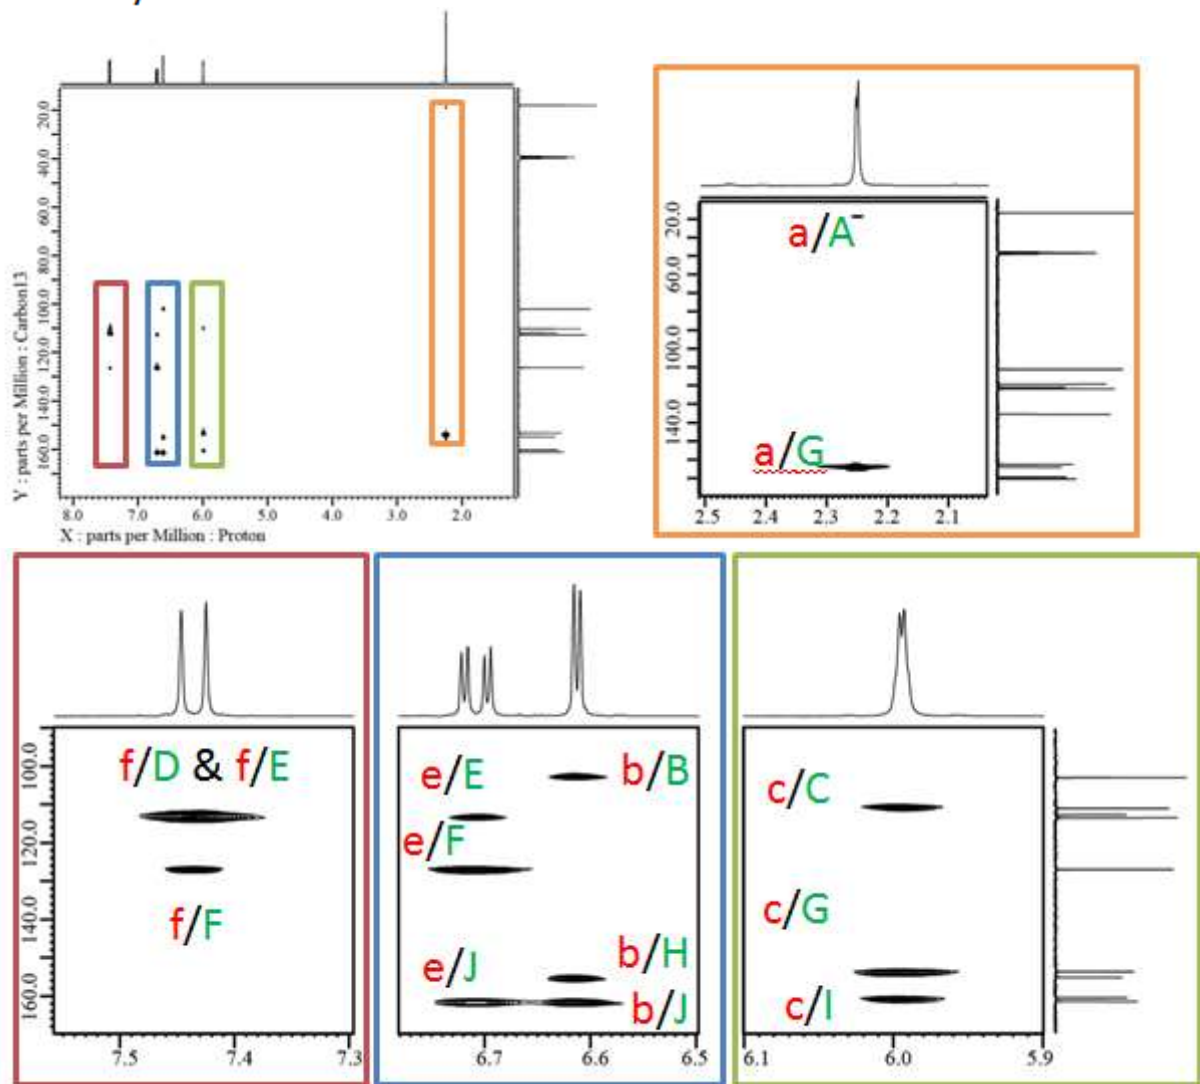 20.0
40.0
60.0
80.0
100.0
120.0
140.0
160.0
Y : parts per Million : Carbon13
8.0 7.0 6.0 5.0 4.0 3.0 2.0
X : parts per Million : Proton
20.0
60.0
100.0
140.0
a/A
a/G
2.5 2.4 2.3 2.2 2.1
100.0
120.0
140.0
160.0
f/D & f/E
f/F
7.5 7.4 7.3
e/E b/B
e/F
b/H
e/J
b/J
6.7 6.6 6.5
c/C
c/G
c/I
6.1 6.0 5.9